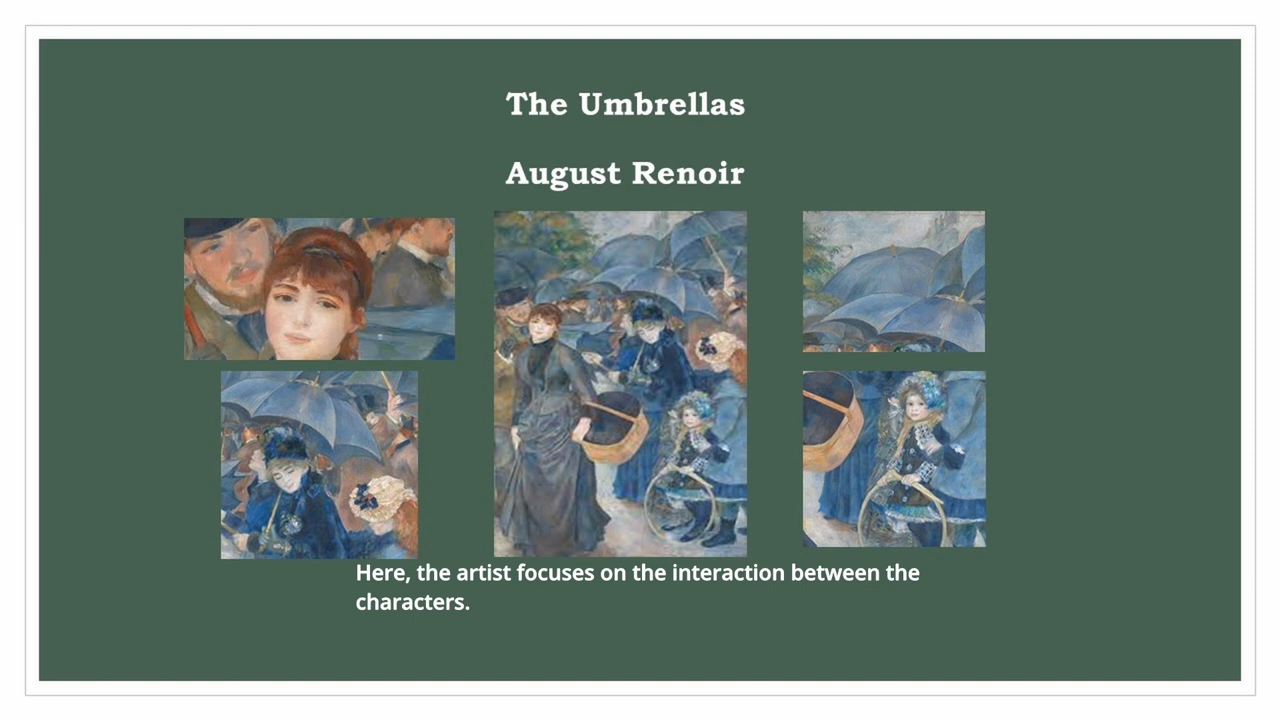 The Umbrellas
August Renoir
Here, the artist focuses on the interaction between the
characters.